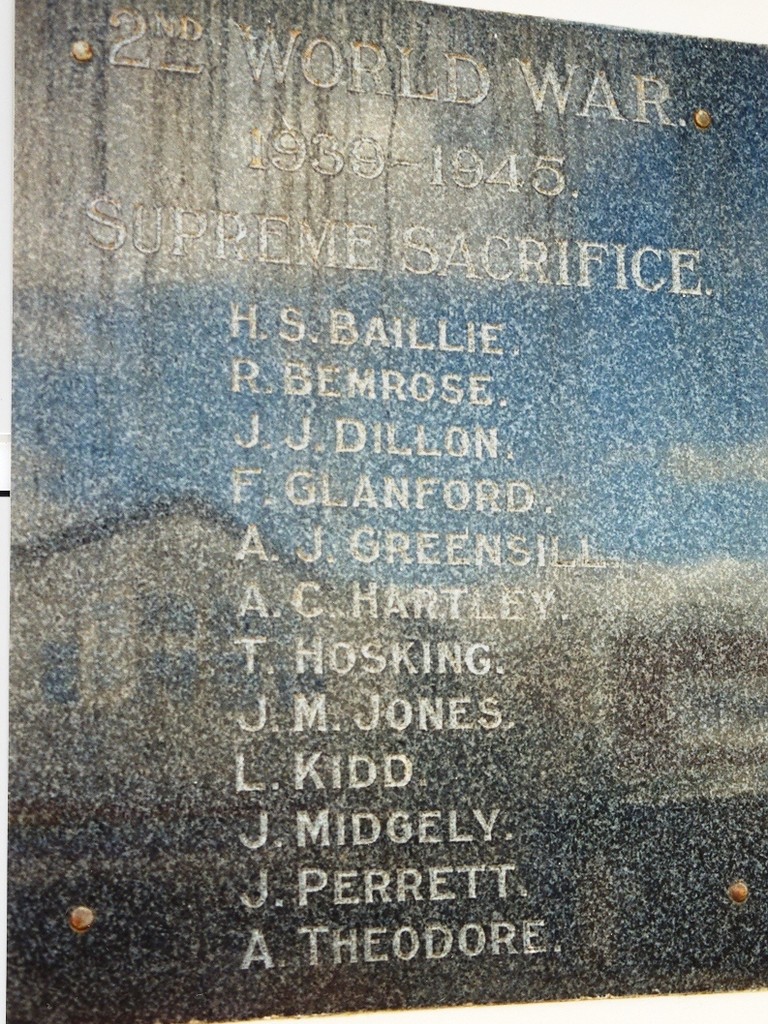 2ND WORLD WAR.
1939-1945.
SUPREME SACRIFICE.
H. S. BAILLIE.
R. BEMROSE.
J. J. DILLON.
F. GLANFORD.
A. J. GREENSILL.
A. C. HARTLEY.
T. HOSKING.
J. M. JONES.
L. KIDD.
J. MIDGELY.
J. PERRETT.
A. THEODORE.